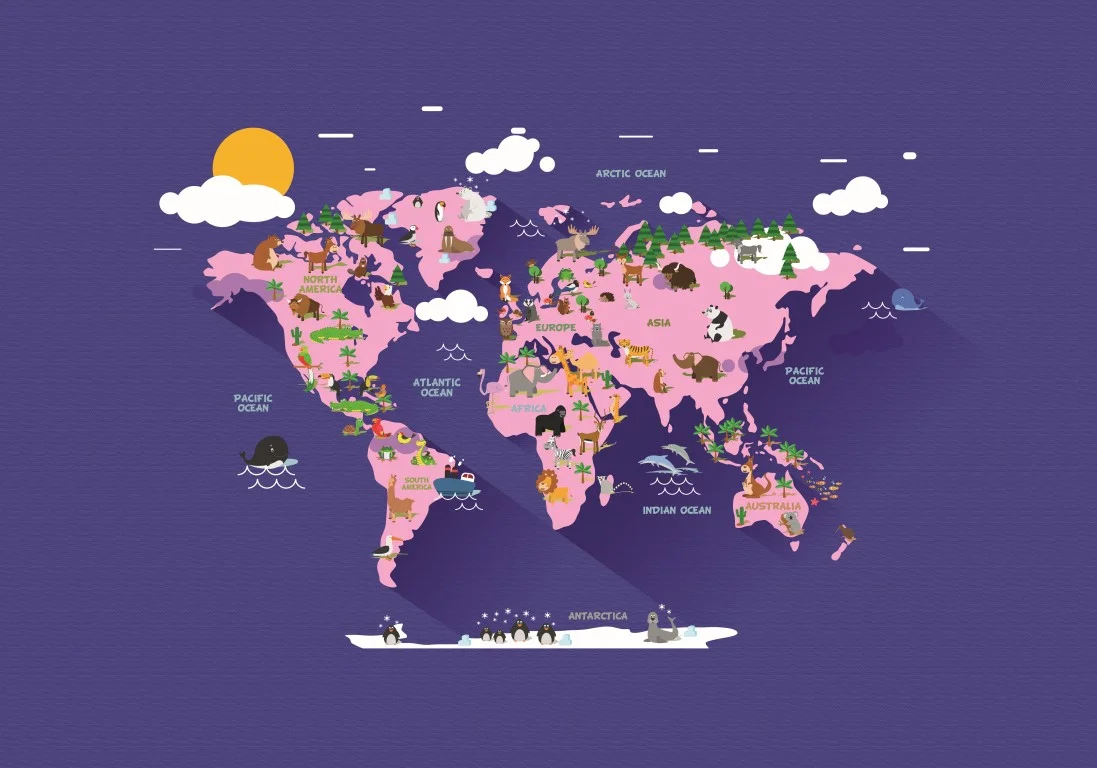 ARCTIC OCEAN
NORTH
AMERICA
EUROPE
ASIA
ATLANTIC
OCEAN
PACIFIC
OCEAN
PACIFIC
OCEAN
AFRICA
SOUTH
AMERICA
INDIAN OCEAN
AUSTRALIA
ANTARCTICA